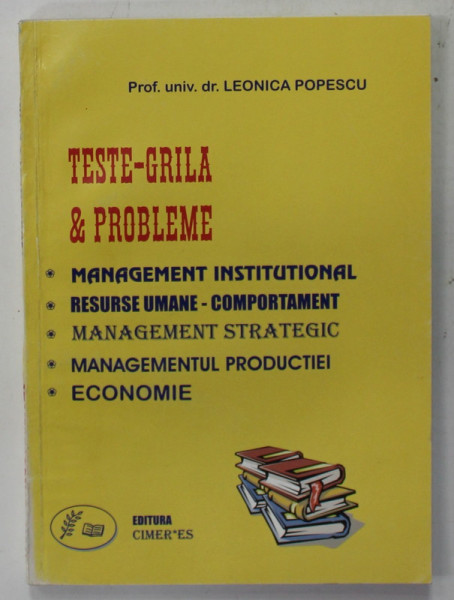 Prof. univ. dr. LEONICA POPESCU
TESTE-GRILA
& PROBLEME
* MANAGEMENT INSTITUTIONAL
* RESURSE UMANE - COMPORTAMENT
* MANAGEMENT STRATEGIC
* MANAGEMENTUL PRODUCTIEI
* ECONOMIE
EDITURA
CIMER*ES